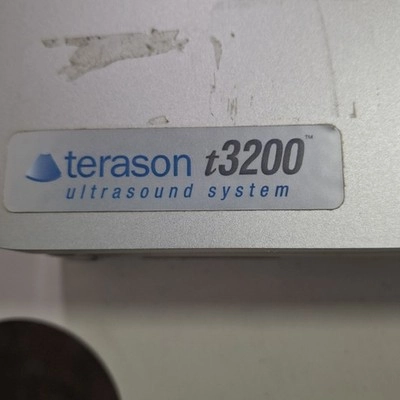 terason t3200™
ultrasound system